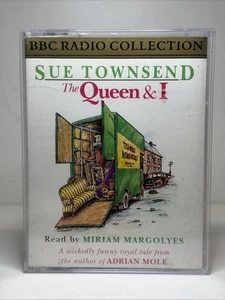 BBC RADIO COLLECTION
SUE TOWNSEND
The Queen & I
Read by MIRIAM MARGOLYES
A wickedly funny royal tale from
the author of ADRIAN MOLE